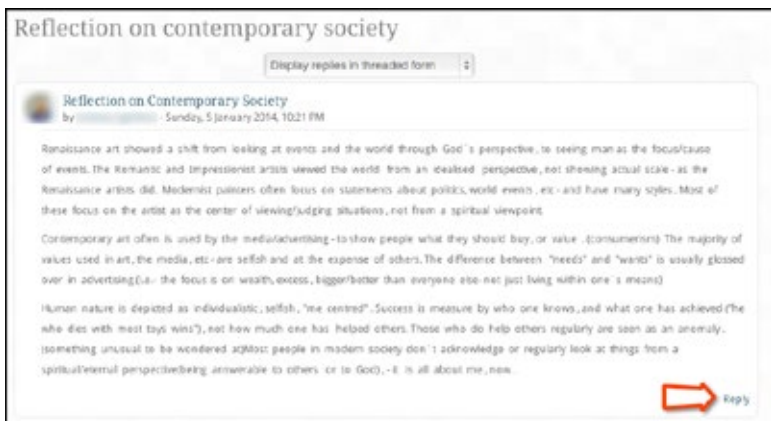 Reflection on contemporary society
Display replies in threaded form
Reflection on Contemporary Society
by - Sunday, 5 January 2014, 10:21 PM
Renaissance art showed a shift from looking at events and the world through God`s perspective, to seeing man as the focus/cause
of events. The Romantic and Impressionist artists viewed the world from an idealised perspective, not showing actual scale - as the
Renaissance artists did. Modernist painters often focus on statements about politics, world events, etc - and have many styles. Most of
these focus on the artist as the center of viewing/judging situations, not from a spiritual viewpoint.
Contemporary art often is used by the media/advertising - to show people what they should buy, or value . (consumerism) The majority of
values used in art, the media, etc - are selfish and at the expense of others. The difference between "needs" and "wants" is usually glossed
over in advertising (i.e. - the focus is on wealth, excess, bigger/better than everyone else - not just living within one`s means)
Human nature is depicted as individualistic, selfish, "me centred". Success is measure by who one knows, and what one has achieved ("he
who dies with most toys wins"), not how much one has helped others. Those who do help others regularly are seen as an anomaly.
(something unusual to be wondered at)Most people in modern society don`t acknowledge or regularly look at things from a
spiritual/eternal perspective(being answerable to others or to God), - it is all about me, now.
Reply